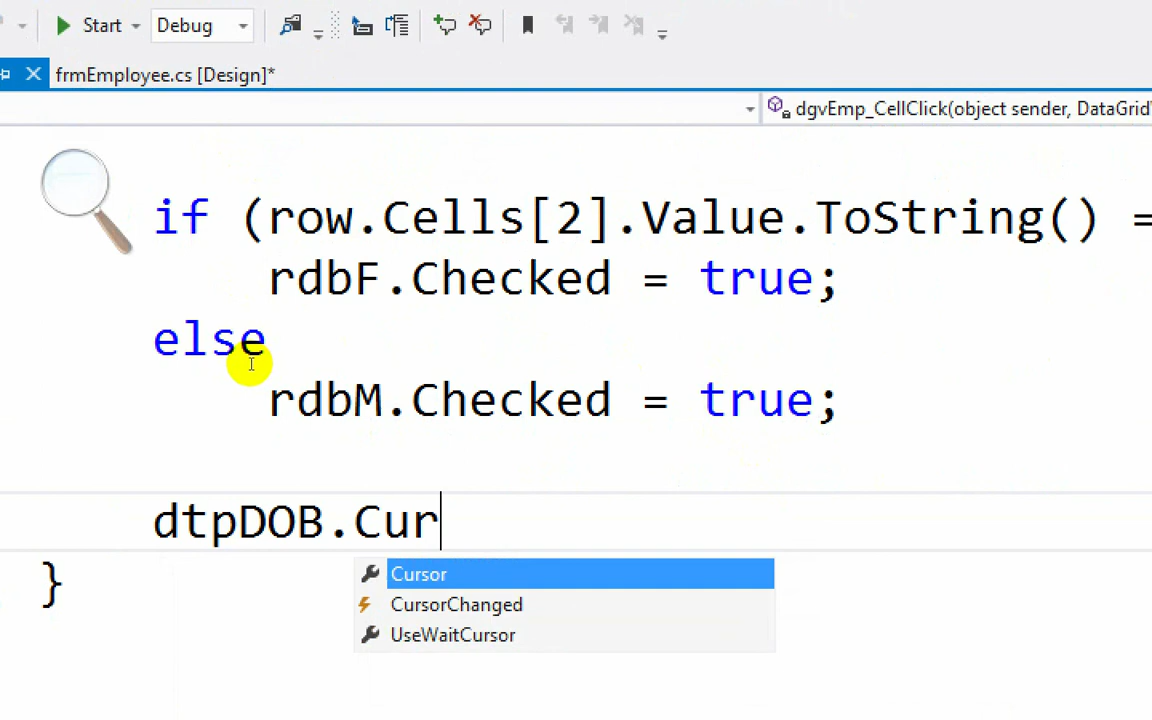 Start Debug
frmEmployee.cs [Design]*
dgvEmp_CellClick(object sender, DataGrid
if (row.Cells[2].Value.ToString() =
rdbF.Checked = true;
else
rdbM.Checked = true;
dtpDOB.Cur
}
Cursor
CursorChanged
UseWaitCursor